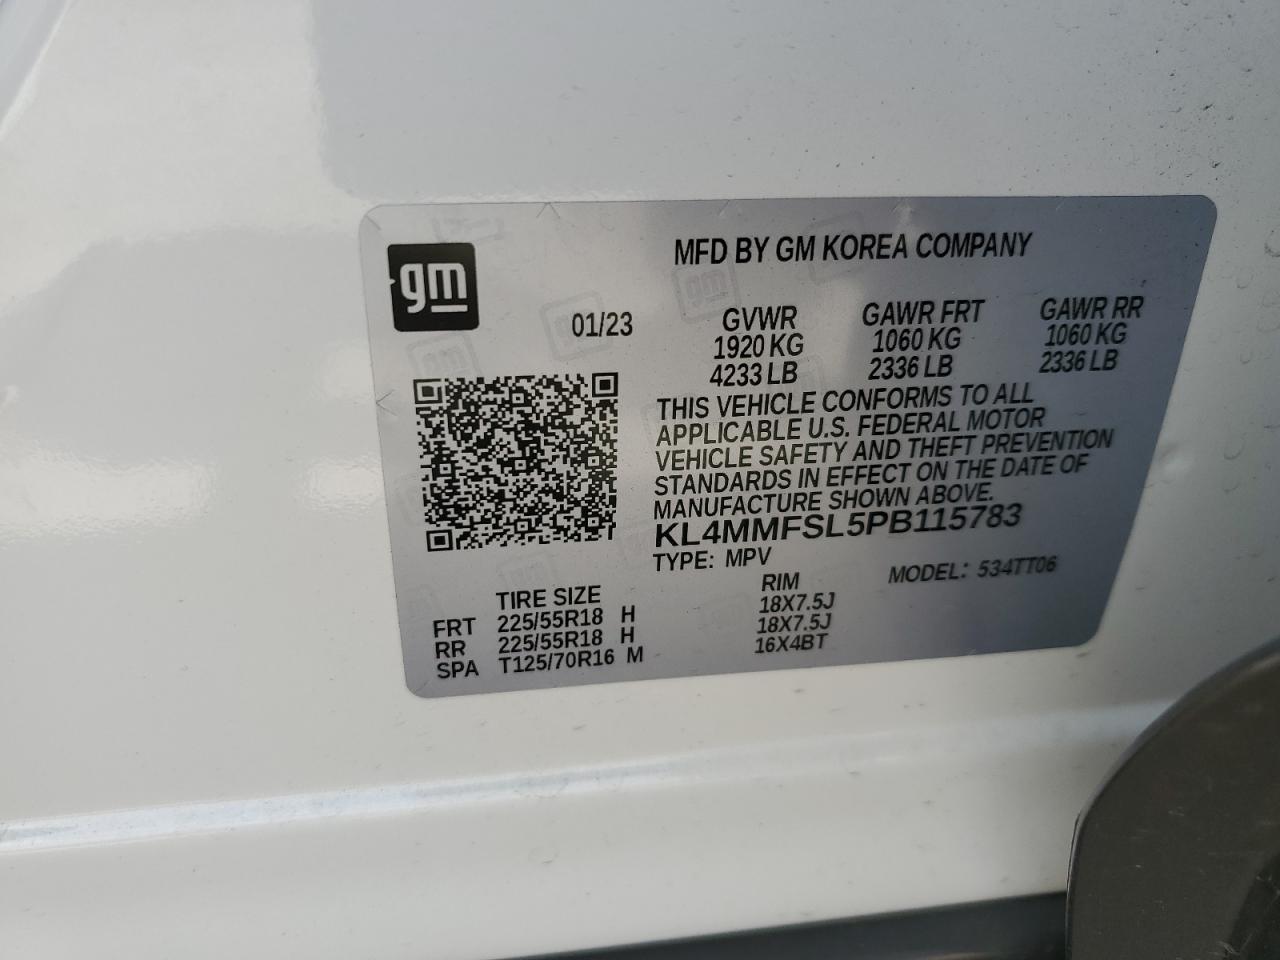 gm
MFD BY GM KOREA COMPANY
01/23
GVWR GAWR FRT GAWR RR
1920 KG 1060 KG 1060 KG
4233 LB 2336 LB 2336 LB
THIS VEHICLE CONFORMS TO ALL
APPLICABLE U.S. FEDERAL MOTOR
VEHICLE SAFETY AND THEFT PREVENTION
STANDARDS IN EFFECT ON THE DATE OF
MANUFACTURE SHOWN ABOVE.
KL4MMFSL5PB115783
TYPE: MPV MODEL: 534TT06
TIRE SIZE RIM
FRT 225/55R18 H 18X7.5J
RR 225/55R18 H 18X7.5J
SPA T125/70R16 M 16X4BT